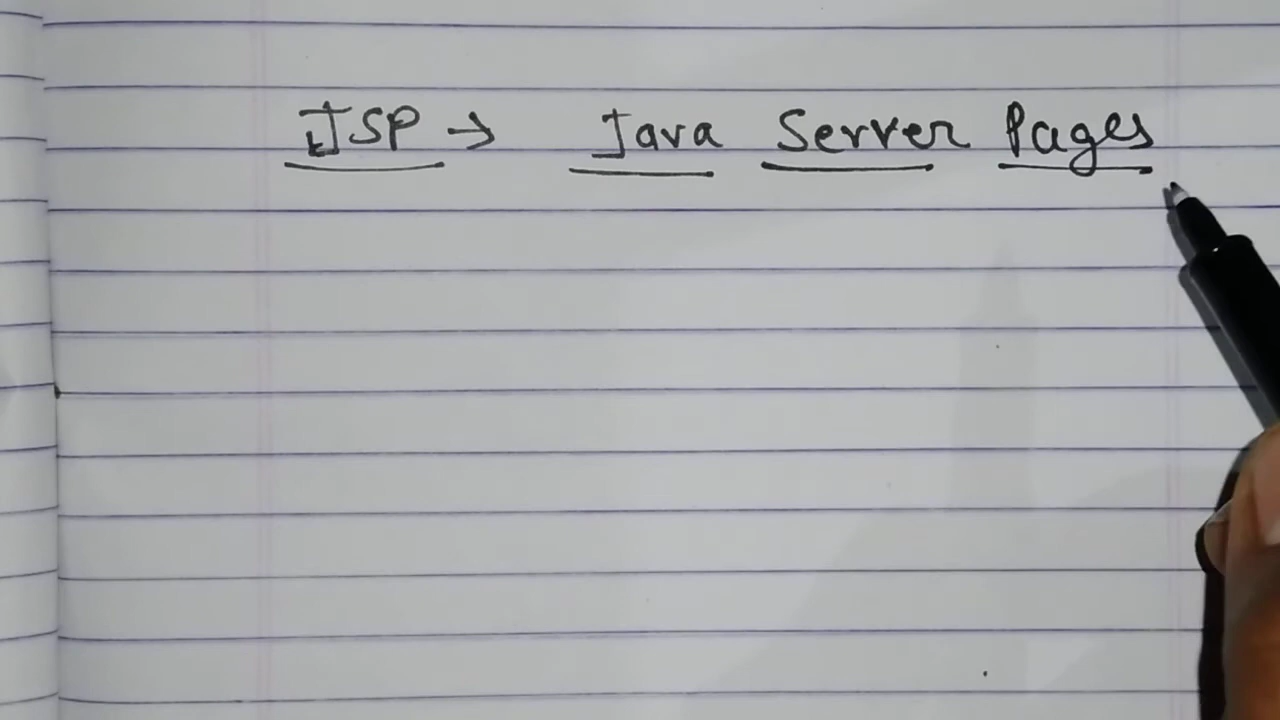 JSP → Java Server Pages